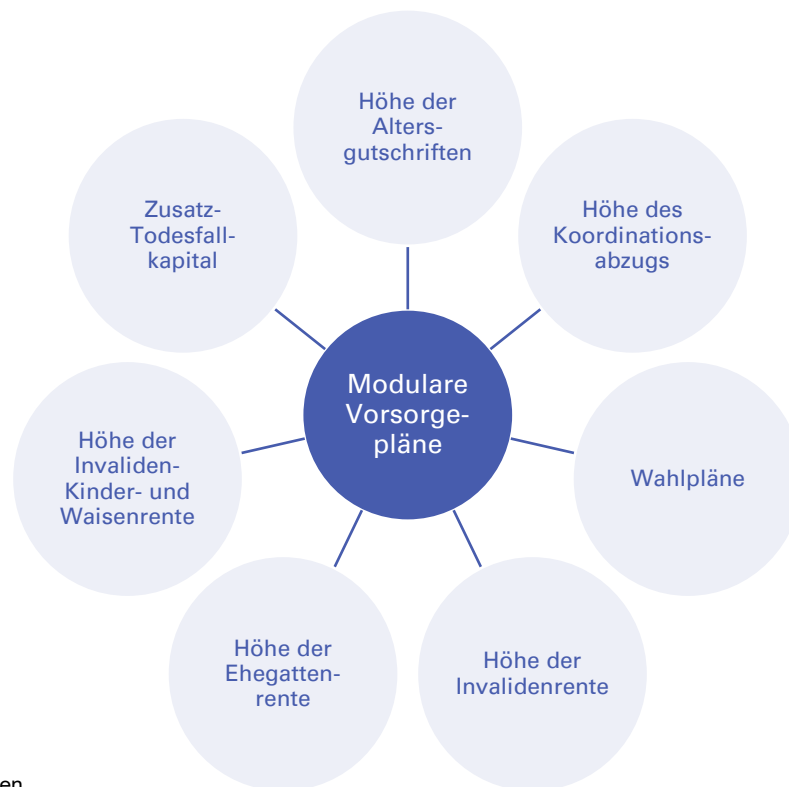 Höhe der
Alters-
gutschriften
Zusatz-
Todesfall-
kapital
Höhe des
Koordinations-
abzugs
Modulare
Vorsorge-
pläne
Höhe der
Invaliden-
Kinder- und
Waisenrente
Wahlpläne
Höhe der
Ehegatten-
rente
Höhe der
Invalidenrente
en